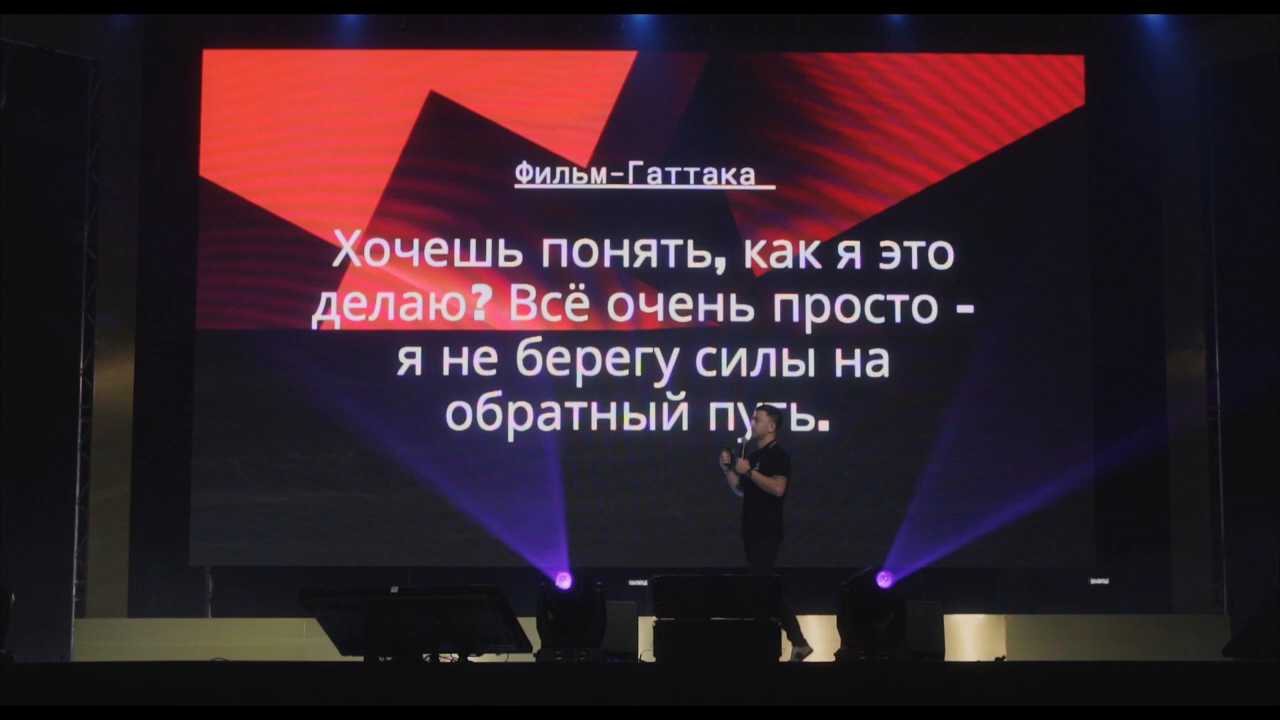 Фильм-Гаттака
Хочешь понять, как я это
делаю? Всё очень просто -
я не берегу силы на
обратный путь.